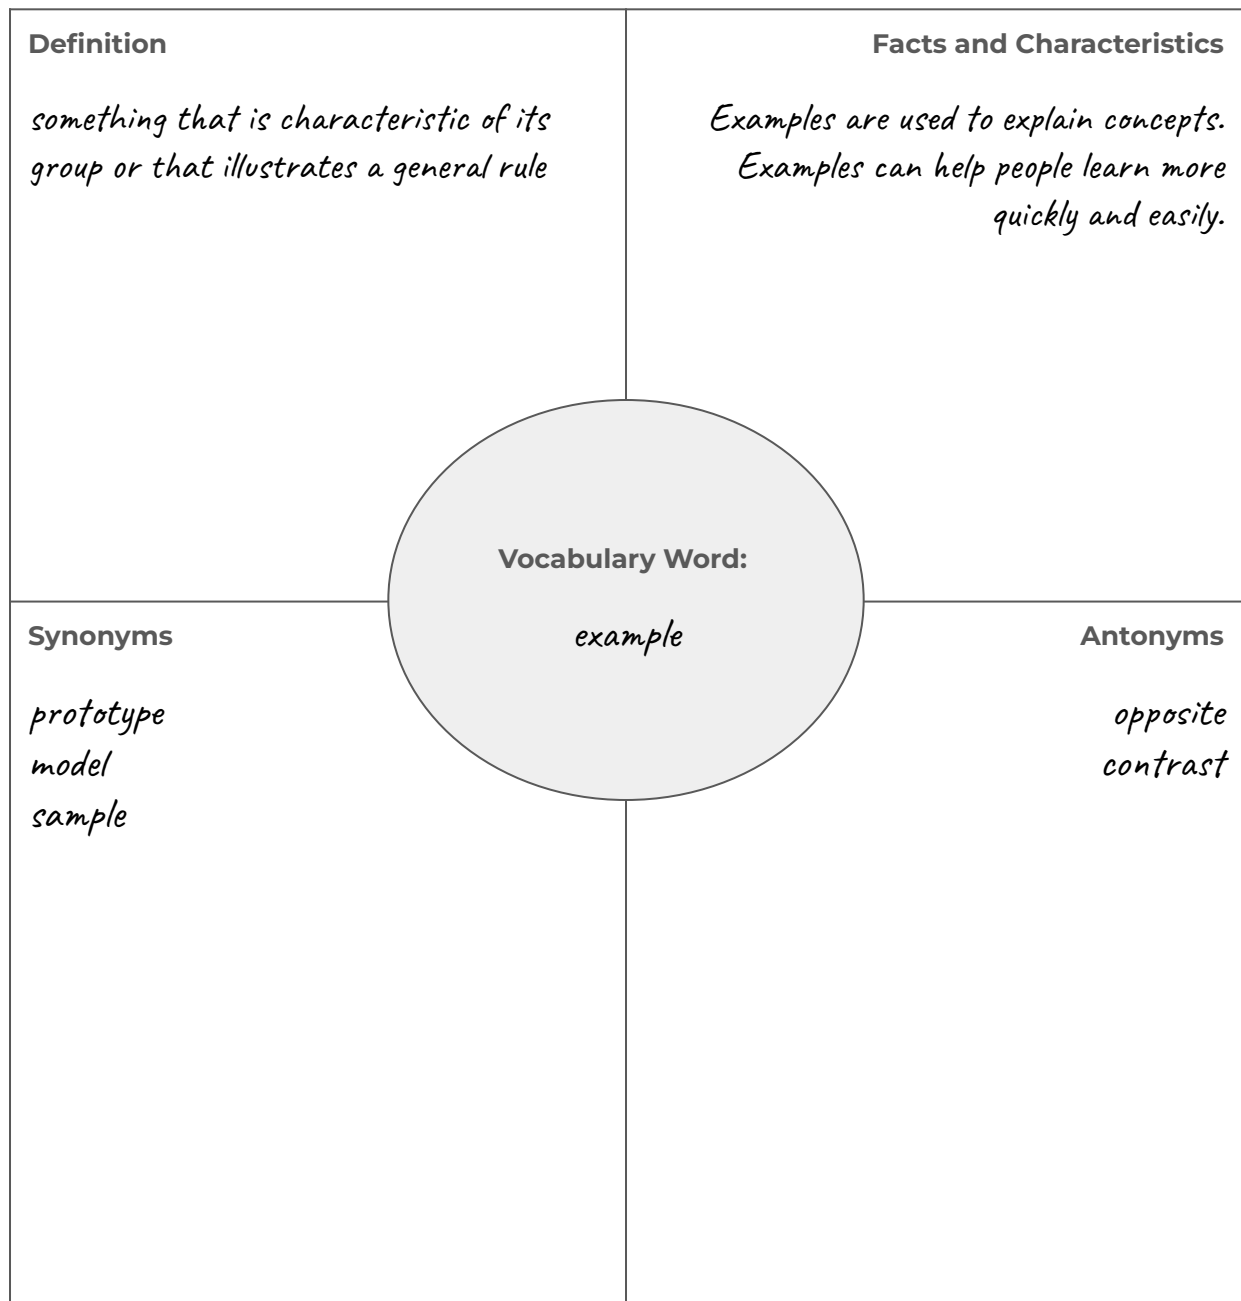 Definition
something that is characteristic of its
group or that illustrates a general rule
Facts and Characteristics
Examples are used to explain concepts.
Examples can help people learn more
quickly and easily.
Vocabulary Word:
example
Synonyms
prototype
model
sample
Antonyms
opposite
contrast